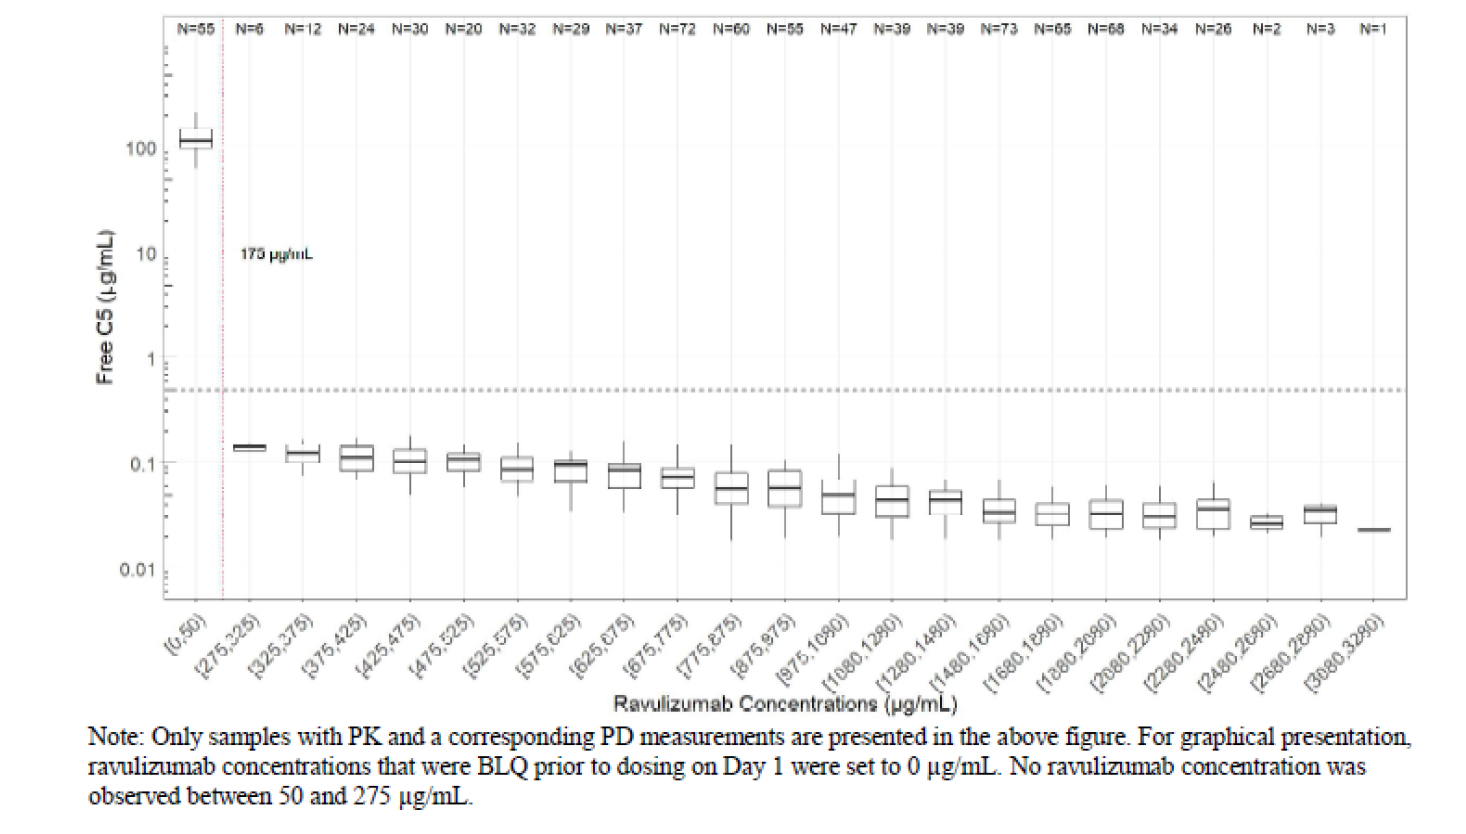 N=55 N=6 N=12 N=24 N=30 N=20 N=32 N=29 N=37 N=72 N=60 N=55 N=47 N=39 N=39 N=73 N=65 N=68 N=34 N=26 N=2 N=3 N=1
100
10
175 µg/mL
1
0.1
0.01
Free C5 (µg/mL)
[0,50) [275,325) [325,375) [375,425) [425,475) [475,525) [525,575) [575,625) [625,675) [675,775) [775,875) [875,975) [975,1080) [1080,1280) [1280,1480) [1480,1680) [1680,1880) [1880,2080) [2080,2280) [2280,2480) [2480,2680) [2680,2880) [3080,3280)
Ravulizumab Concentrations (µg/mL)
Note: Only samples with PK and a corresponding PD measurements are presented in the above figure. For graphical presentation,
ravulizumab concentrations that were BLQ prior to dosing on Day 1 were set to 0 µg/mL. No ravulizumab concentration was
observed between 50 and 275 µg/mL.